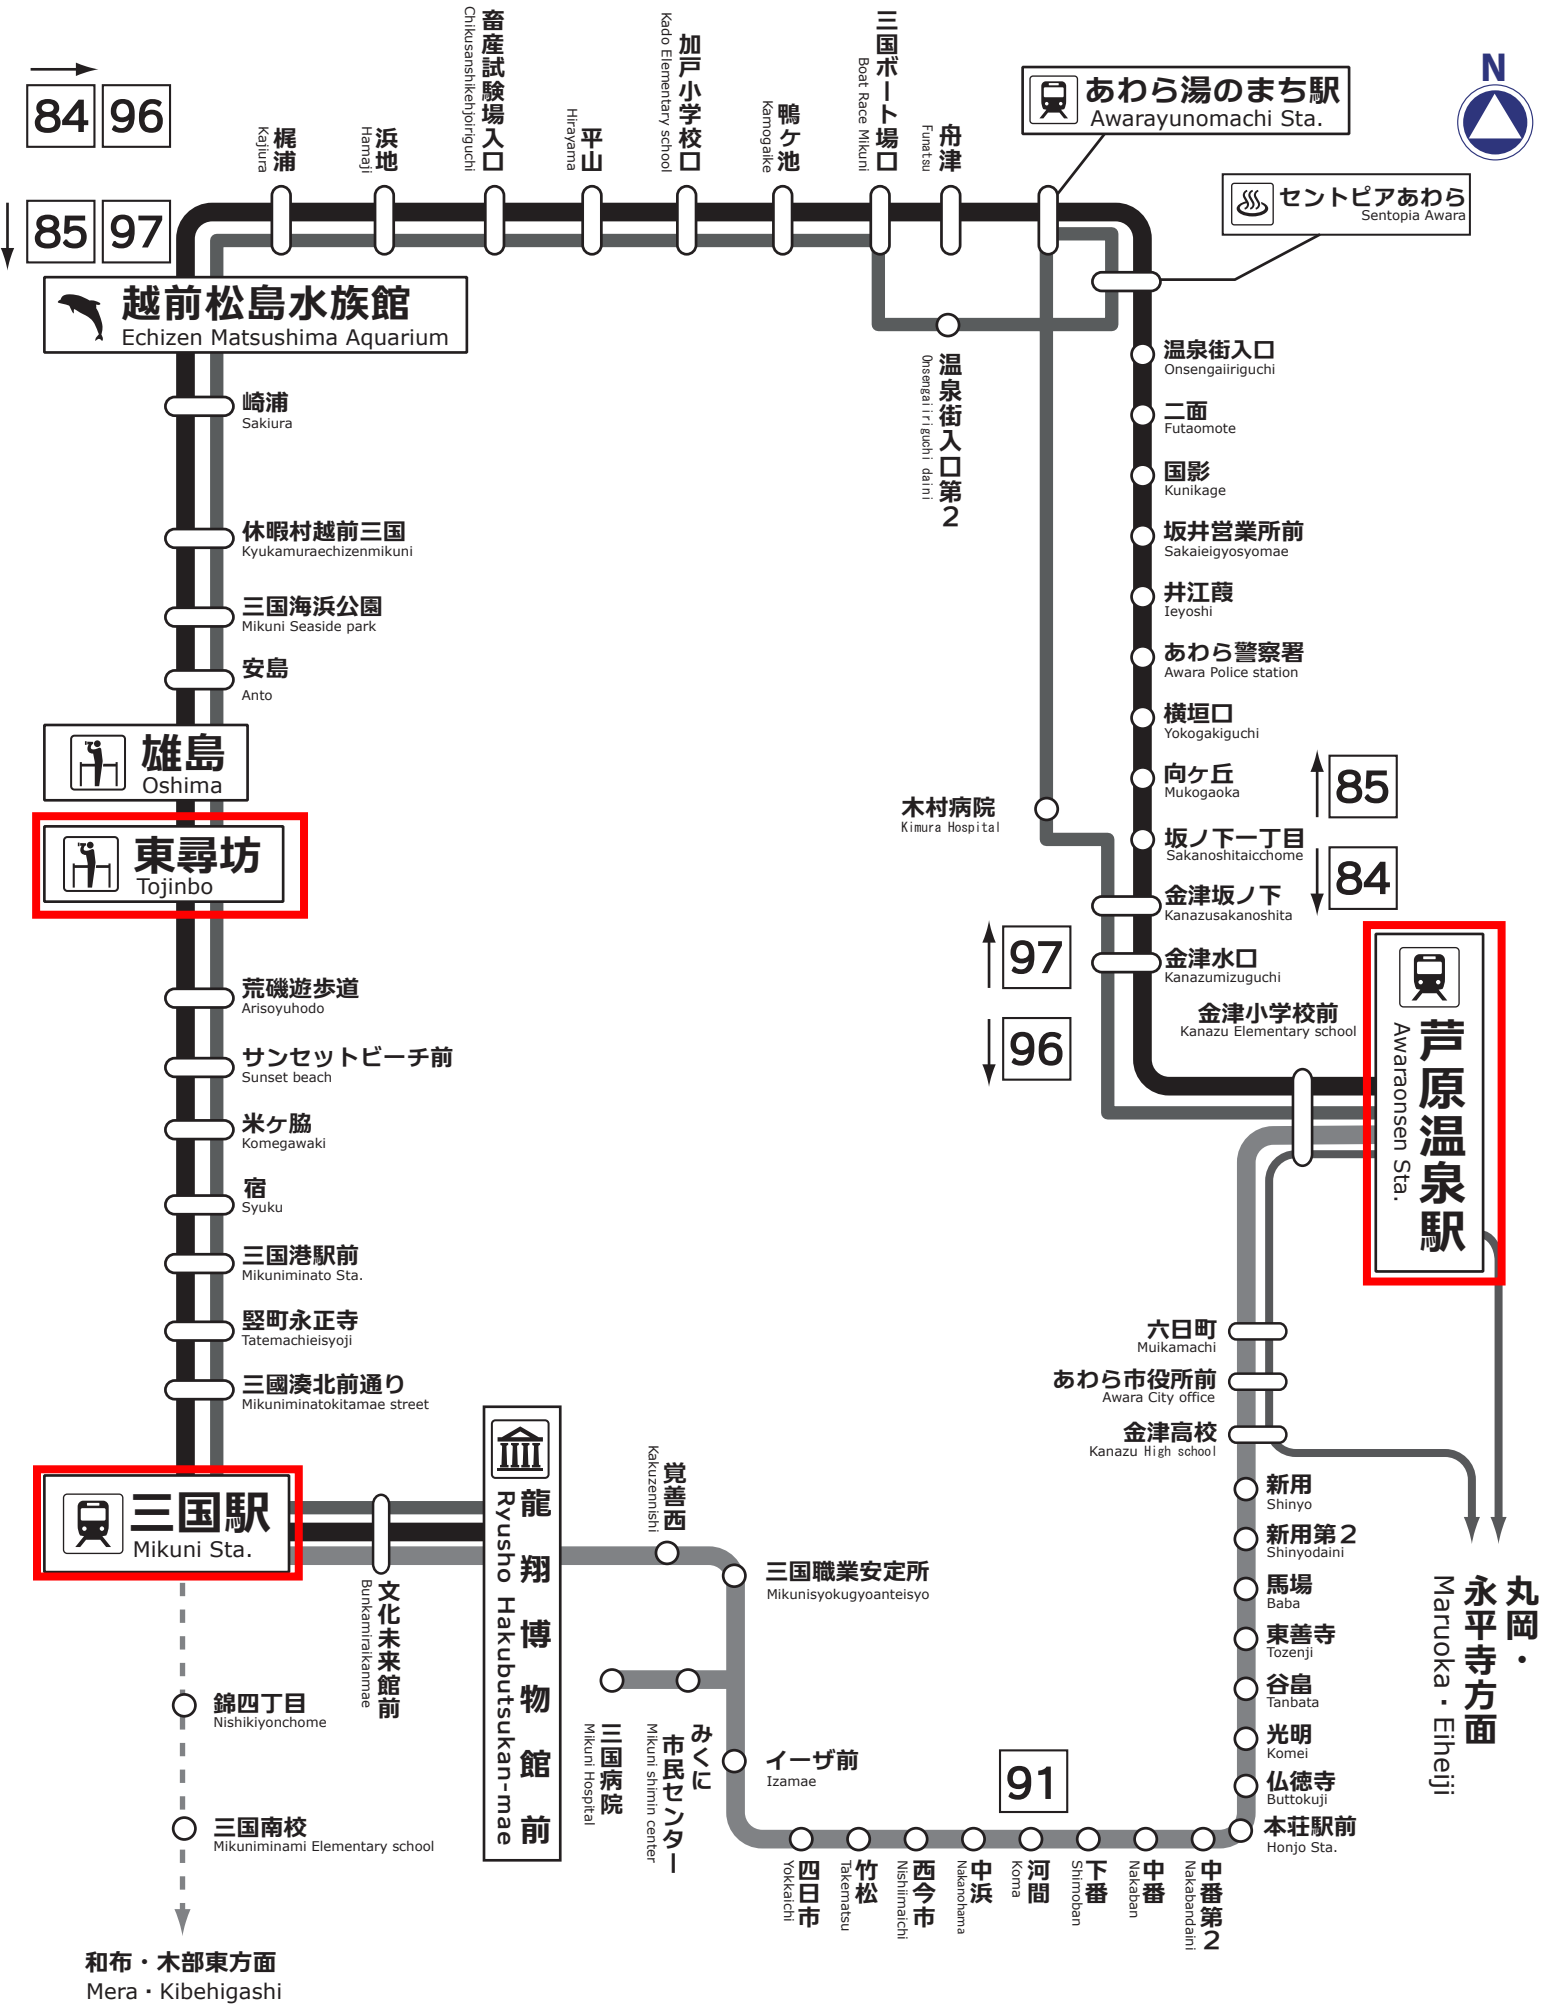 84 96
85 97
梶浦
Kajiura
浜地
Hamaji
畜産試験場入口
Chikusanshikehjoiriguchi
平山
Hirayama
加戸小学校口
Kado Elementary school
鴨ケ池
Kamogaike
三国ボート場口
Boat Race Mikuni
舟津
Funatsu
あわら湯のまち駅
Awarayunomachi Sta.
N
セントピアあわら
Sentopia Awara
越前松島水族館
Echizen Matsushima Aquarium
崎浦
Sakiura
休暇村越前三国
Kyukamuraechizenmikuni
三国海浜公園
Mikuni Seaside park
安島
Anto
雄島
Oshima
東尋坊
Tojinbo
荒磯遊歩道
Arisoyuhodo
サンセットビーチ前
Sunset beach
米ケ脇
Komegawaki
宿
Syuku
三国港駅前
Mikuniminato Sta.
竪町永正寺
Tatemachieisyoji
三國湊北前通り
Mikuniminatokitamae street
三国駅
Mikuni Sta.
錦四丁目
Nishikiyonchome
三国南校
Mikuniminami Elementary school
和布・木部東方面
Mera・Kibehigashi
文化未来館前
Bunkamiraikanmae
龍翔博物館前
Ryusho Hakubutsukan-mae
覚善西
Kakuzennishi
三国職業安定所
Mikunisyokugyoanteisyo
三国病院
Mikuni Hospital
みくに
市民センター
Mikuni shimin center
イーザ前
Izamae
四日市
Yokkaichi
竹松
Takematsu
西今市
Nishiimaichi
中浜
Nakanohama
河間
Koma
下番
Shimoban
中番
Nakaban
中番第2
Nakabandaini
91
温泉街入口第2
Onsengaiiriguchi daini
温泉街入口
Onsengaiiriguchi
二面
Futaomote
国影
Kunikage
坂井営業所前
Sakaieigyosyomae
井江葭
Ieyoshi
あわら警察署
Awara Police station
横垣口
Yokogakiguchi
向ケ丘
Mukogaoka
坂ノ下一丁目
Sakanoshitaicchome
85
84
木村病院
Kimura Hospital
金津坂ノ下
Kanazusakanoshita
金津水口
Kanazumizuguchi
97
96
金津小学校前
Kanazu Elementary school
芦原温泉駅
Awaraonsen Sta.
六日町
Muikamachi
あわら市役所前
Awara City office
金津高校
Kanazu High school
新用
Shinyo
新用第2
Shinyodaini
馬場
Baba
東善寺
Tozenji
谷畠
Tanbata
光明
Komei
仏徳寺
Buttokuji
本荘駅前
Honjo Sta.
丸岡・
永平寺方面
Maruoka・Eiheiji